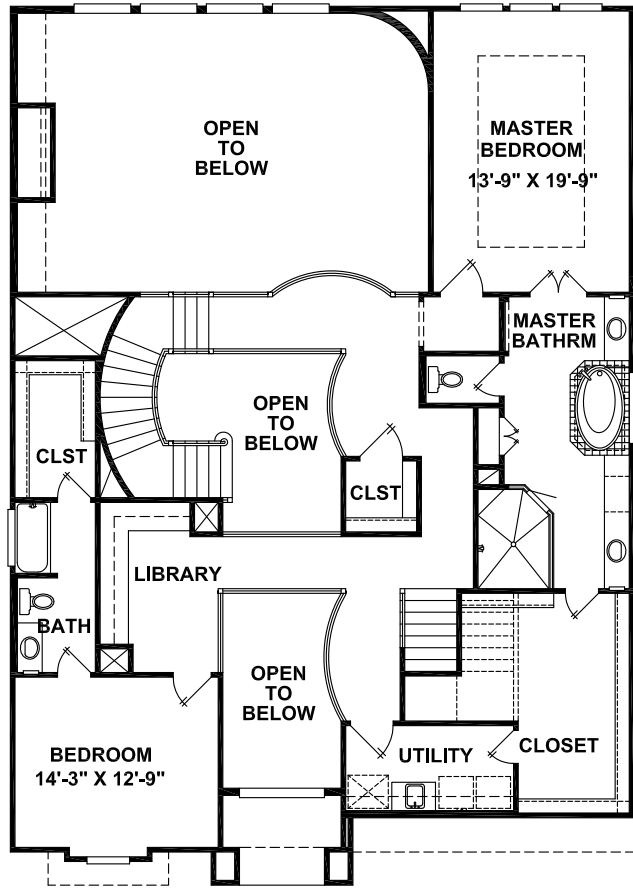 OPEN
TO
BELOW
MASTER
BEDROOM
13'-9" X 19'-9"
MASTER
BATHRM
OPEN
TO
BELOW
CLST
CLST
LIBRARY
BATH
OPEN
TO
BELOW
BEDROOM
14'-3" X 12'-9"
UTILITY
CLOSET